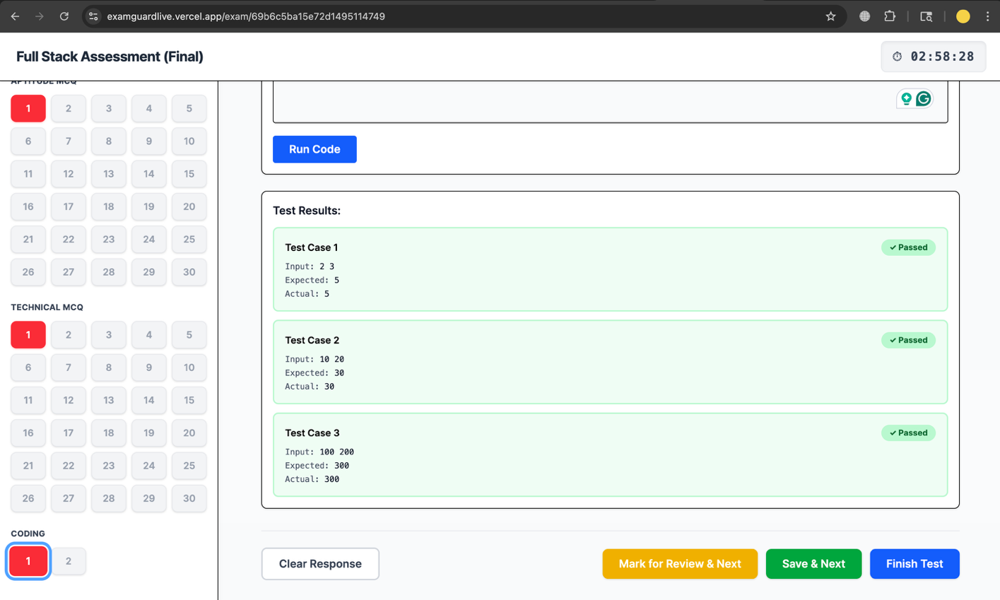 examguardlive.vercel.app/exam/69b6c5ba15e72d1495114749
Full Stack Assessment (Final)
02:58:28
APTITUDE MCQ
1 2 3 4 5
6 7 8 9 10
11 12 13 14 15
16 17 18 19 20
21 22 23 24 25
26 27 28 29 30
TECHNICAL MCQ
1 2 3 4 5
6 7 8 9 10
11 12 13 14 15
16 17 18 19 20
21 22 23 24 25
26 27 28 29 30
CODING
1 2
Run Code
Test Results:
Test Case 1
✓ Passed
Input: 2 3
Expected: 5
Actual: 5
Test Case 2
✓ Passed
Input: 10 20
Expected: 30
Actual: 30
Test Case 3
✓ Passed
Input: 100 200
Expected: 300
Actual: 300
Clear Response
Mark for Review & Next
Save & Next
Finish Test